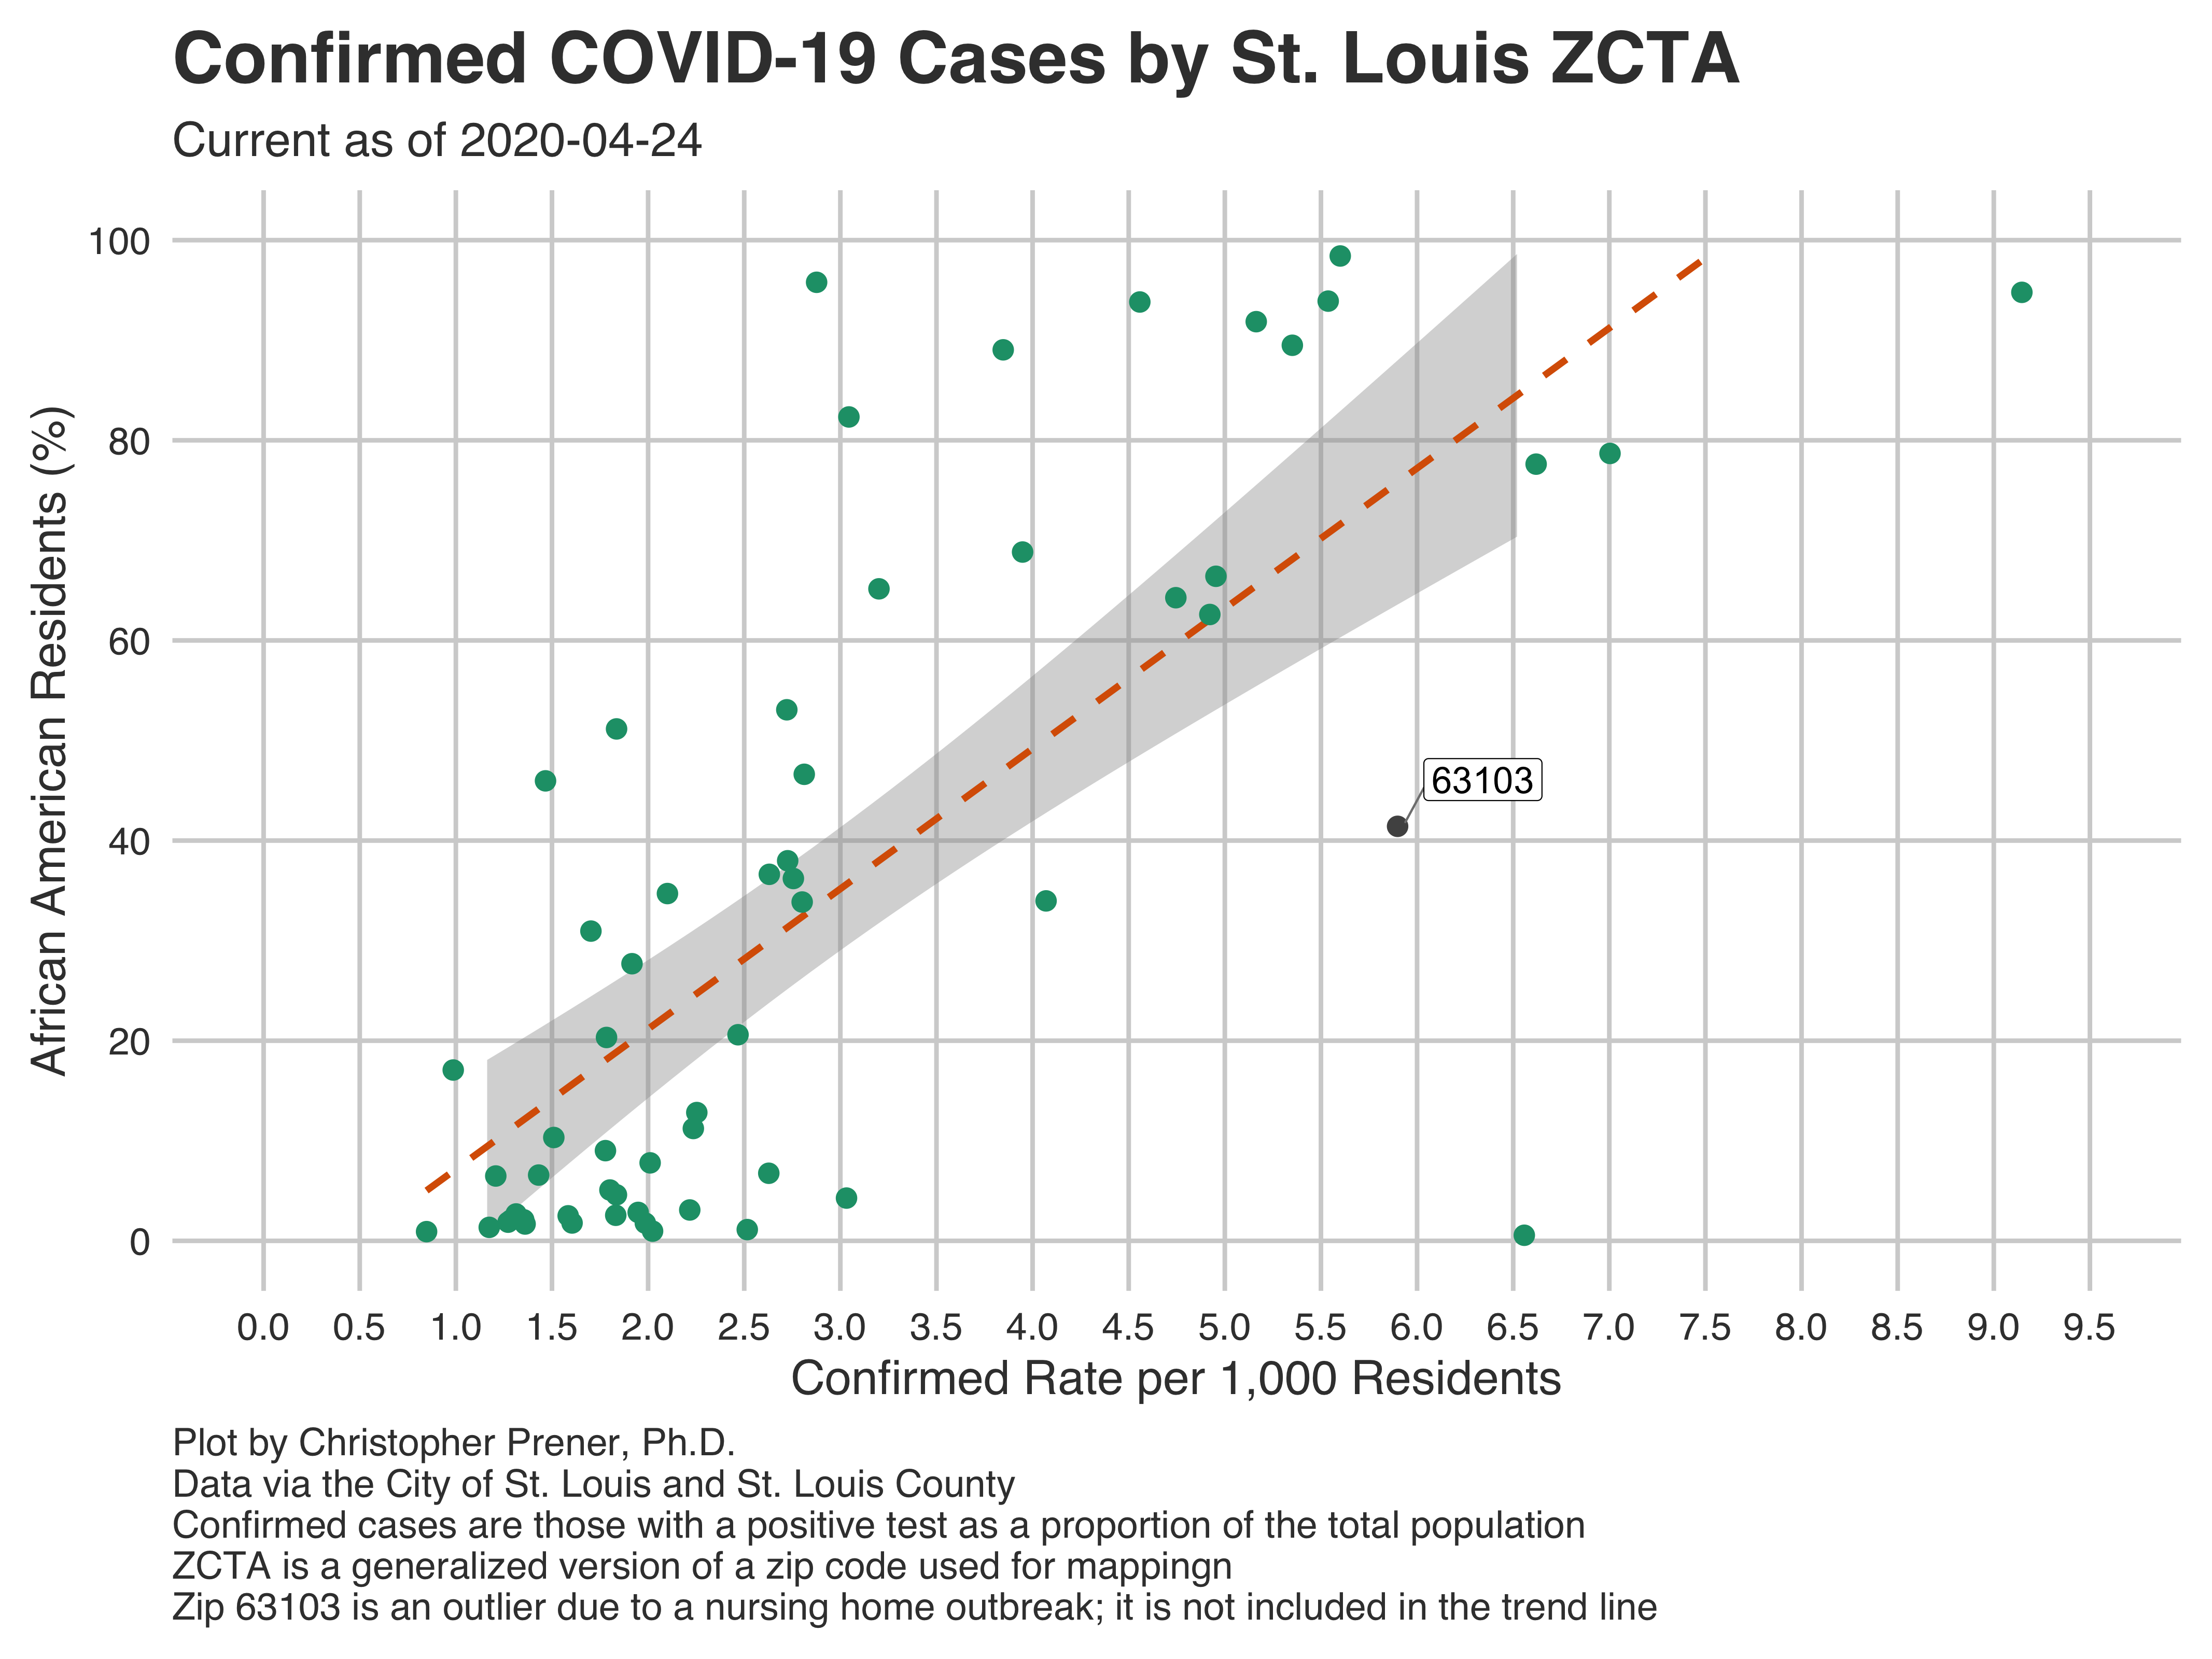 Confirmed COVID-19 Cases by St. Louis ZCTA
Current as of 2020-04-24
African American Residents (%)
100
80
60
40
20
0
63103
0.0 0.5 1.0 1.5 2.0 2.5 3.0 3.5 4.0 4.5 5.0 5.5 6.0 6.5 7.0 7.5 8.0 8.5 9.0 9.5
Confirmed Rate per 1,000 Residents
Plot by Christopher Prener, Ph.D.
Data via the City of St. Louis and St. Louis County
Confirmed cases are those with a positive test as a proportion of the total population
ZCTA is a generalized version of a zip code used for mappingn
Zip 63103 is an outlier due to a nursing home outbreak; it is not included in the trend line